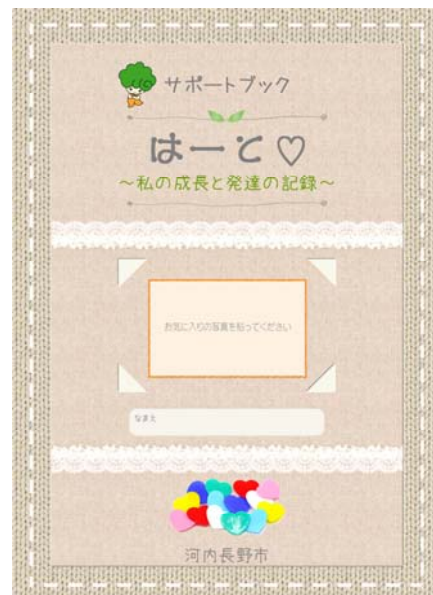 サポートブック
はーと♡
～私の成長と発達の記録～
お気に入りの写真を貼ってください
なまえ
河内長野市